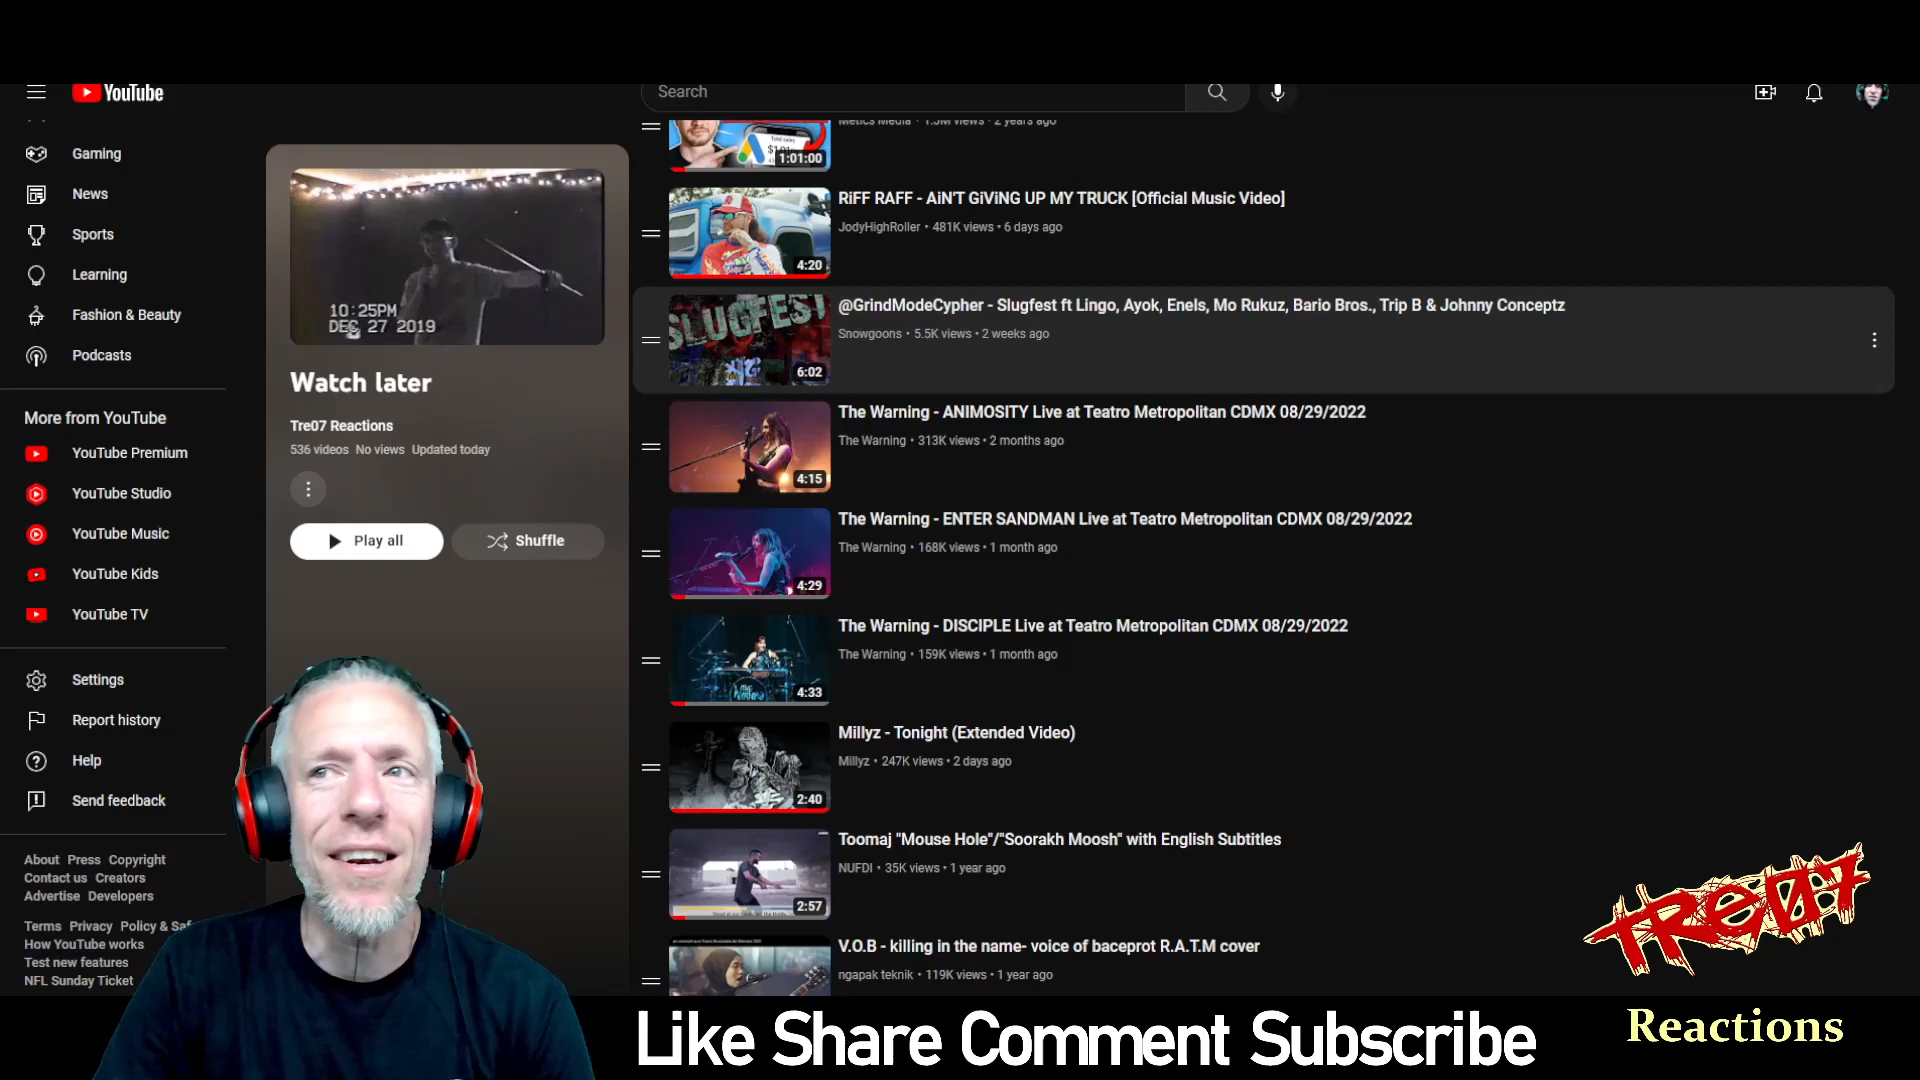 YouTube
Search
Gaming
News
Sports
Learning
Fashion & Beauty
Podcasts
More from YouTube
YouTube Premium
YouTube Studio
YouTube Music
YouTube Kids
YouTube TV
Settings
Report history
Help
Send feedback
About Press Copyright
Contact us Creators
Advertise Developers
Terms Privacy Policy & Saf
How YouTube works
Test new features
NFL Sunday Ticket
10:25PM
DEC 27 2019
Watch later
Tre07 Reactions
536 videos No views Updated today
Play all
Shuffle
Metics Media • 1.5M views • 2 years ago
1:01:00
RiFF RAFF - AiN'T GiViNG UP MY TRUCK [Official Music Video]
JodyHighRoller • 481K views • 6 days ago
4:20
SLUGFEST
@GrindModeCypher - Slugfest ft Lingo, Ayok, Enels, Mo Rukuz, Bario Bros., Trip B & Johnny Conceptz
Snowgoons • 5.5K views • 2 weeks ago
6:02
The Warning - ANIMOSITY Live at Teatro Metropolitan CDMX 08/29/2022
The Warning • 313K views • 2 months ago
4:15
The Warning - ENTER SANDMAN Live at Teatro Metropolitan CDMX 08/29/2022
The Warning • 168K views • 1 month ago
4:29
The Warning - DISCIPLE Live at Teatro Metropolitan CDMX 08/29/2022
The Warning • 159K views • 1 month ago
4:33
Millyz - Tonight (Extended Video)
Millyz • 247K views • 2 days ago
2:40
Toomaj "Mouse Hole"/"Soorakh Moosh" with English Subtitles
NUFDI • 35K views • 1 year ago
2:57
V.O.B - killing in the name- voice of baceprot R.A.T.M cover
ngapak teknik • 119K views • 1 year ago
TRE07
Reactions
Like Share Comment Subscribe